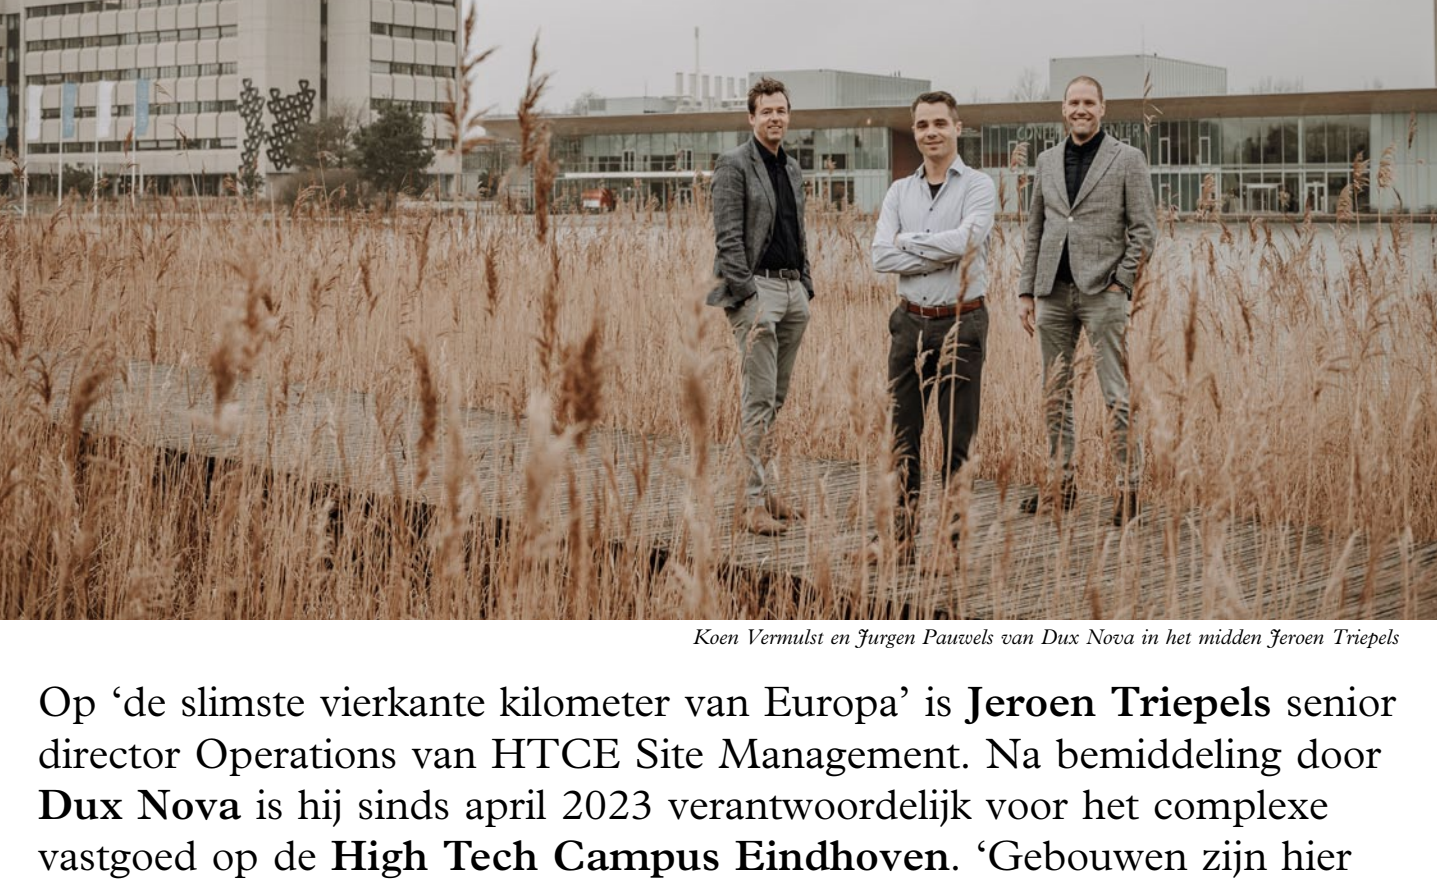 CONFERENCE CENTER
Koen Vermulst en Jurgen Pauwels van Dux Nova in het midden Jeroen Triepels
Op ‘de slimste vierkante kilometer van Europa’ is Jeroen Triepels senior
director Operations van HTCE Site Management. Na bemiddeling door
Dux Nova is hij sinds april 2023 verantwoordelijk voor het complexe
vastgoed op de High Tech Campus Eindhoven. ‘Gebouwen zijn hier